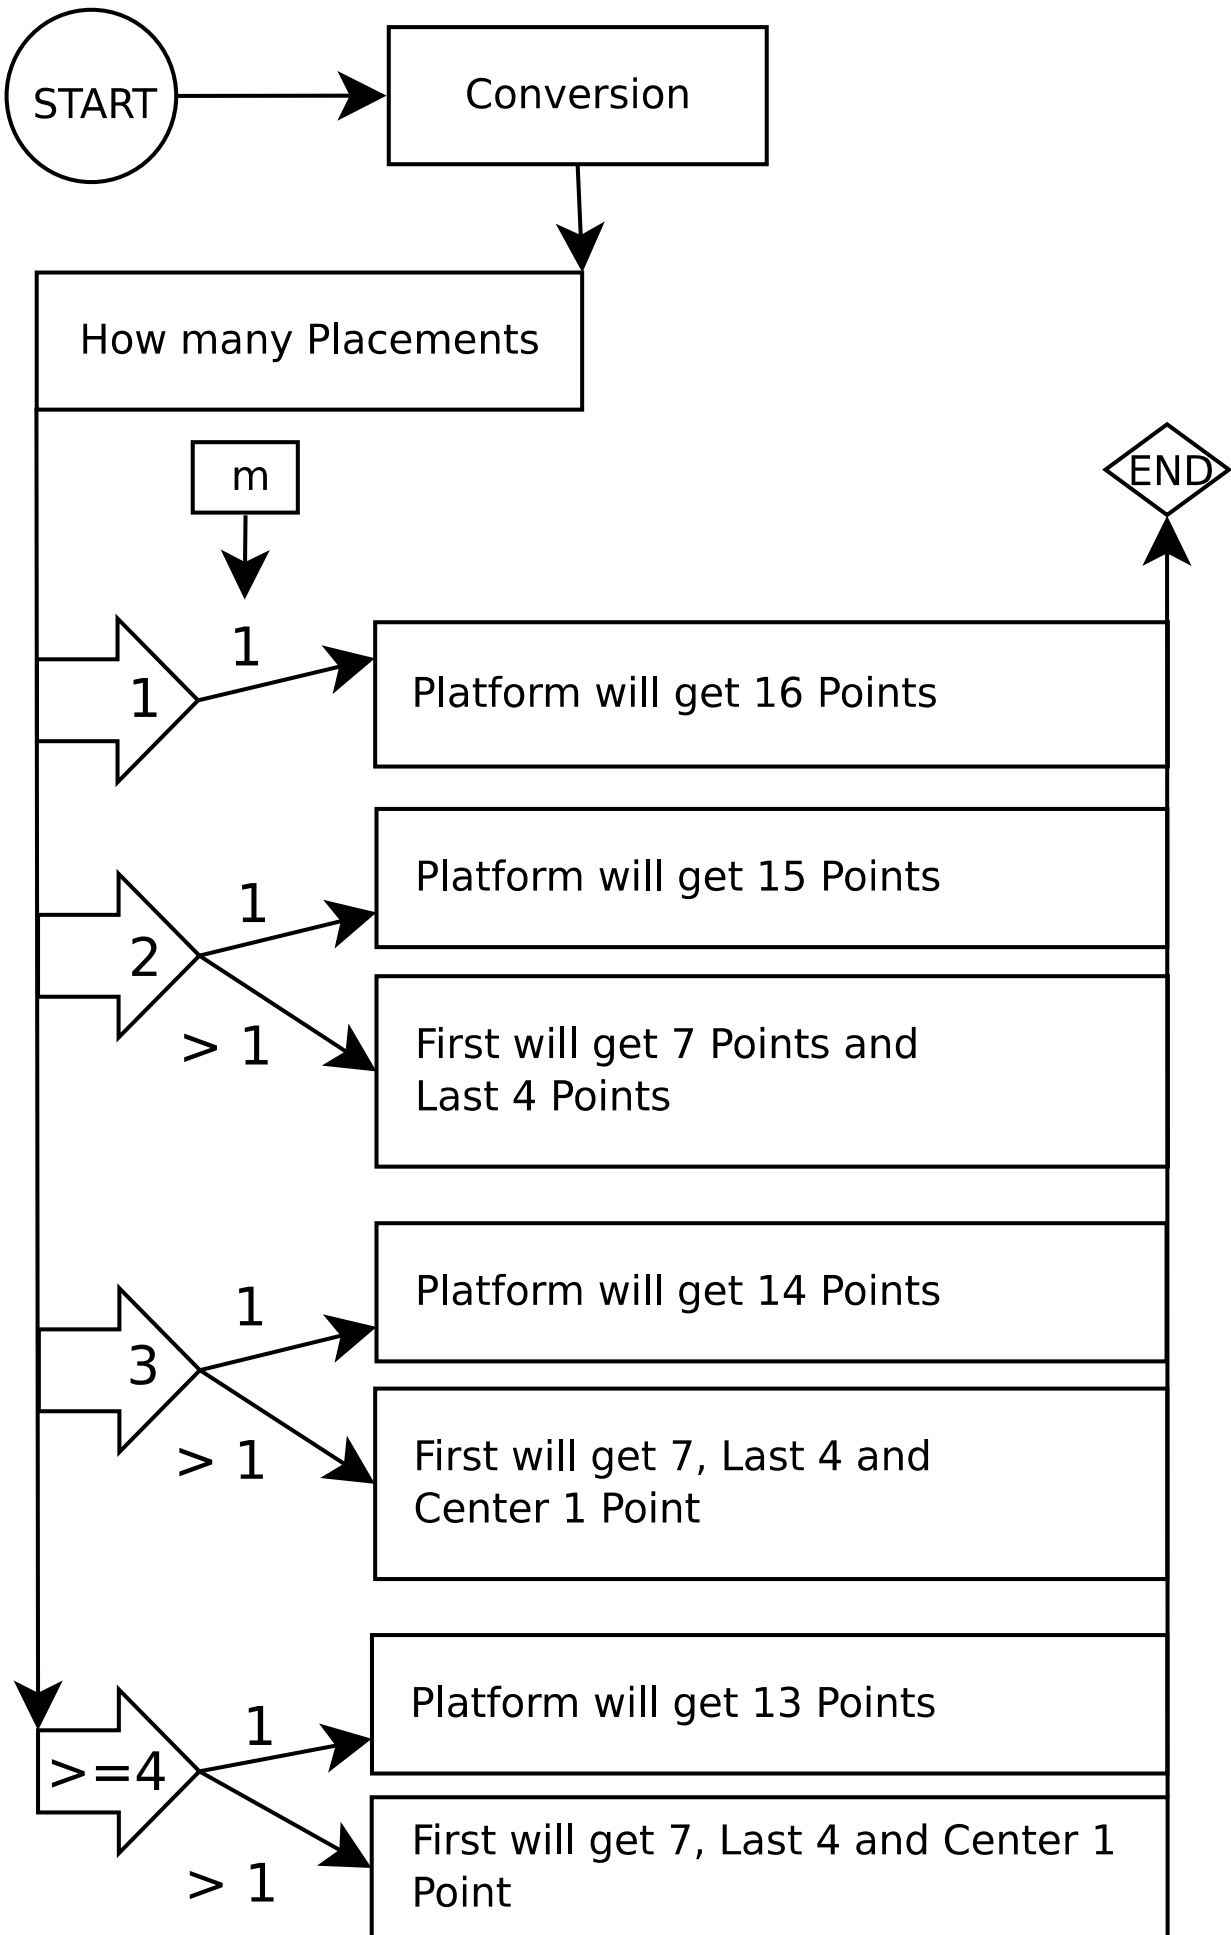 START
Conversion
How many Placements
m
END
1
1
Platform will get 16 Points
2
1
Platform will get 15 Points
> 1
First will get 7 Points and
Last 4 Points
3
1
Platform will get 14 Points
> 1
First will get 7, Last 4 and
Center 1 Point
>=4
1
Platform will get 13 Points
> 1
First will get 7, Last 4 and Center 1
Point